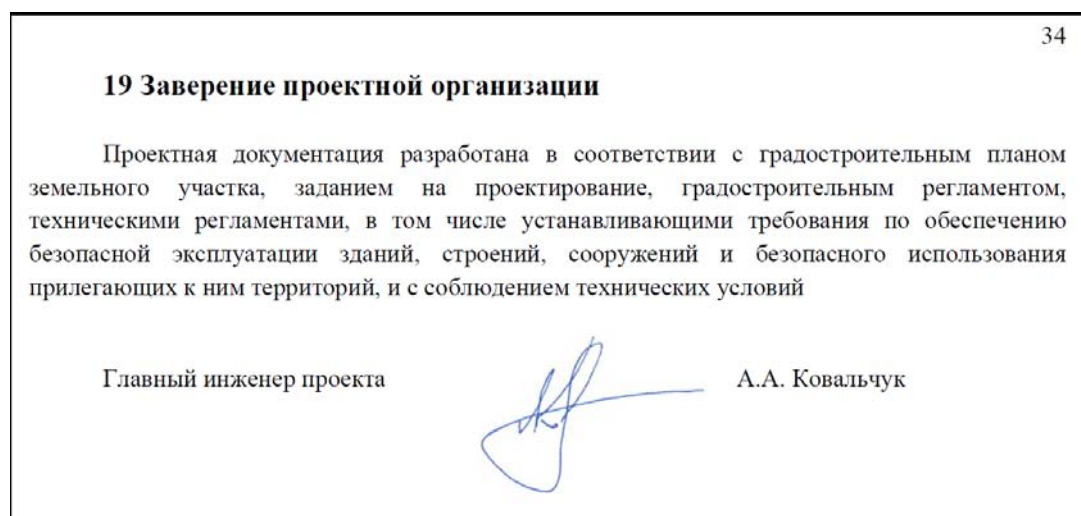 34
19 Заверение проектной организации
Проектная документация разработана в соответствии с градостроительным планом
земельного участка, заданием на проектирование, градостроительным регламентом,
техническими регламентами, в том числе устанавливающими требования по обеспечению
безопасной эксплуатации зданий, строений, сооружений и безопасного использования
прилегающих к ним территорий, и с соблюдением технических условий
Главный инженер проекта А.А. Ковальчук